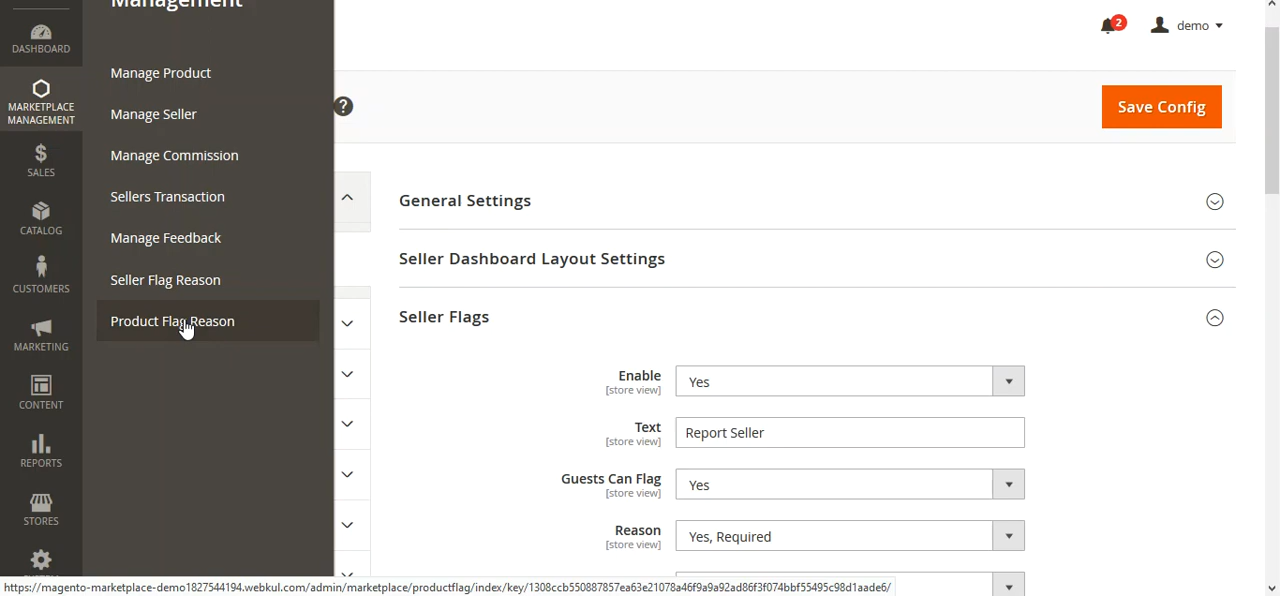 Management
DASHBOARD
MARKETPLACE
MANAGEMENT
SALES
CATALOG
CUSTOMERS
MARKETING
CONTENT
REPORTS
STORES
Manage Product
Manage Seller
Manage Commission
Sellers Transaction
Manage Feedback
Seller Flag Reason
Product Flag Reason
2
demo
?
Save Config
General Settings
Seller Dashboard Layout Settings
Seller Flags
Enable
[store view]
Yes
Text
[store view]
Report Seller
Guests Can Flag
[store view]
Yes
Reason
[store view]
Yes, Required
https://magento-marketplace-demo1827544194.webkul.com/admin/marketplace/productflag/index/key/1308ccb550887857ea63e21078a46f9a9a92ad86f3f074bbf55495c98d1aade6/